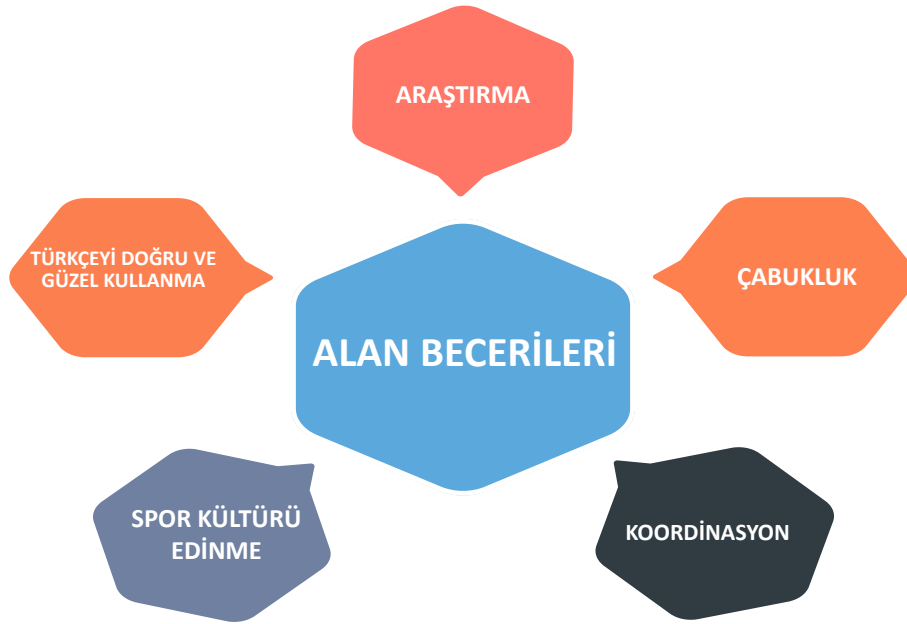 ARAŞTIRMA
TÜRKÇEYİ DOĞRU VE
GÜZEL KULLANMA
ÇABUKLUK
ALAN BECERİLERİ
SPOR KÜLTÜRÜ
EDİNME
KOORDİNASYON